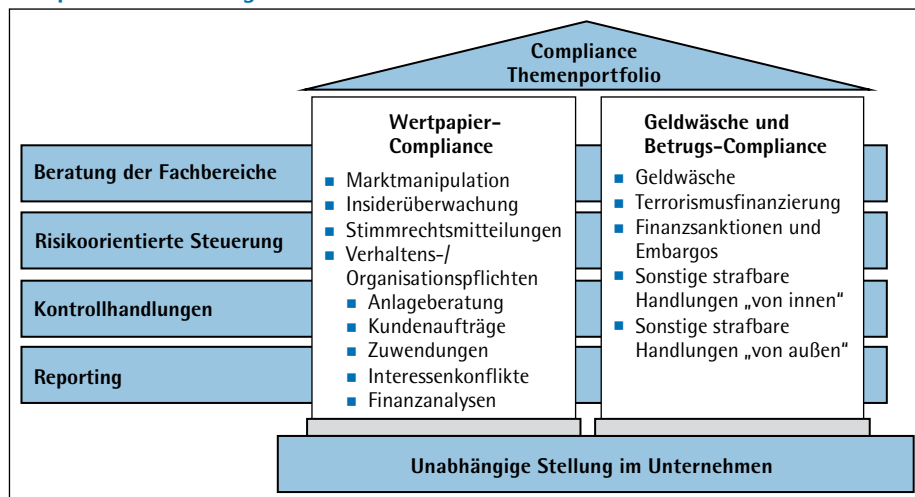 Compliance
Themenportfolio
Wertpapier-
Compliance
■ Marktmanipulation
■ Insiderüberwachung
■ Stimmrechtsmitteilungen
■ Verhaltens-/
Organisationspflichten
■ Anlageberatung
■ Kundenaufträge
■ Zuwendungen
■ Interessenkonflikte
■ Finanzanalysen
Geldwäsche und
Betrugs-Compliance
■ Geldwäsche
■ Terrorismusfinanzierung
■ Finanzsanktionen und
Embargos
■ Sonstige strafbare
Handlungen „von innen“
■ Sonstige strafbare
Handlungen „von außen“
Beratung der Fachbereiche
Risikoorientierte Steuerung
Kontrollhandlungen
Reporting
Unabhängige Stellung im Unternehmen